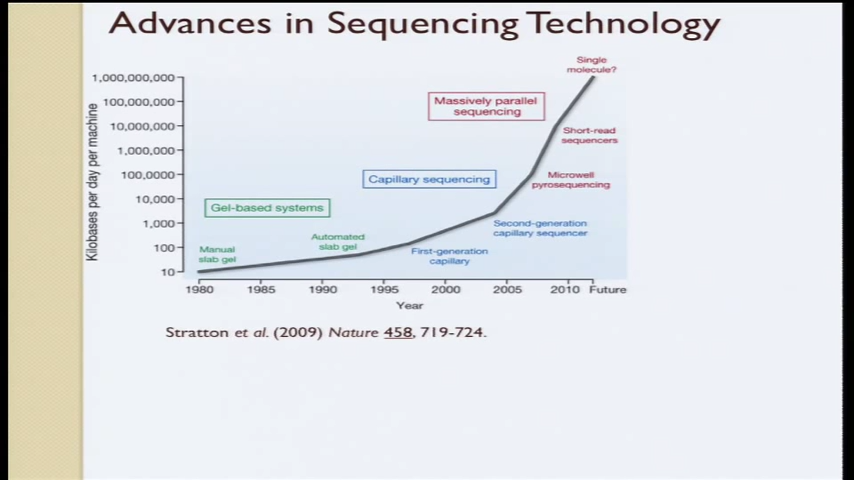 Advances in Sequencing Technology
Single
molecule?
1,000,000,000
100,000,000
10,000,000
1,000,000
100,0000
10,000
1,000
100
10
Kilobases per day per machine
Massively parallel
sequencing
Short-read
sequencers
Microwell
pyrosequencing
Capillary sequencing
Gel-based systems
Second-generation
capillary sequencer
Automated
slab gel
Manual
slab gel
First-generation
capillary
1980 1985 1990 1995 2000 2005 2010 Future
Year
Stratton et al. (2009) Nature 458, 719-724.